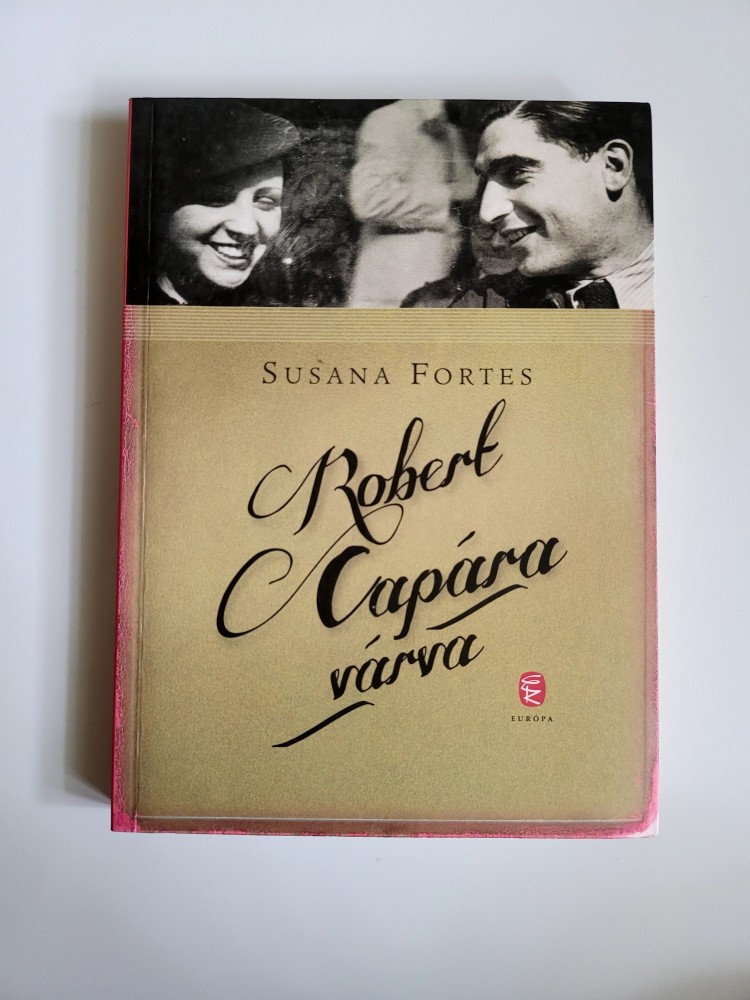 SUSANA FORTES
Robert
Capára
várva
EURÓPA